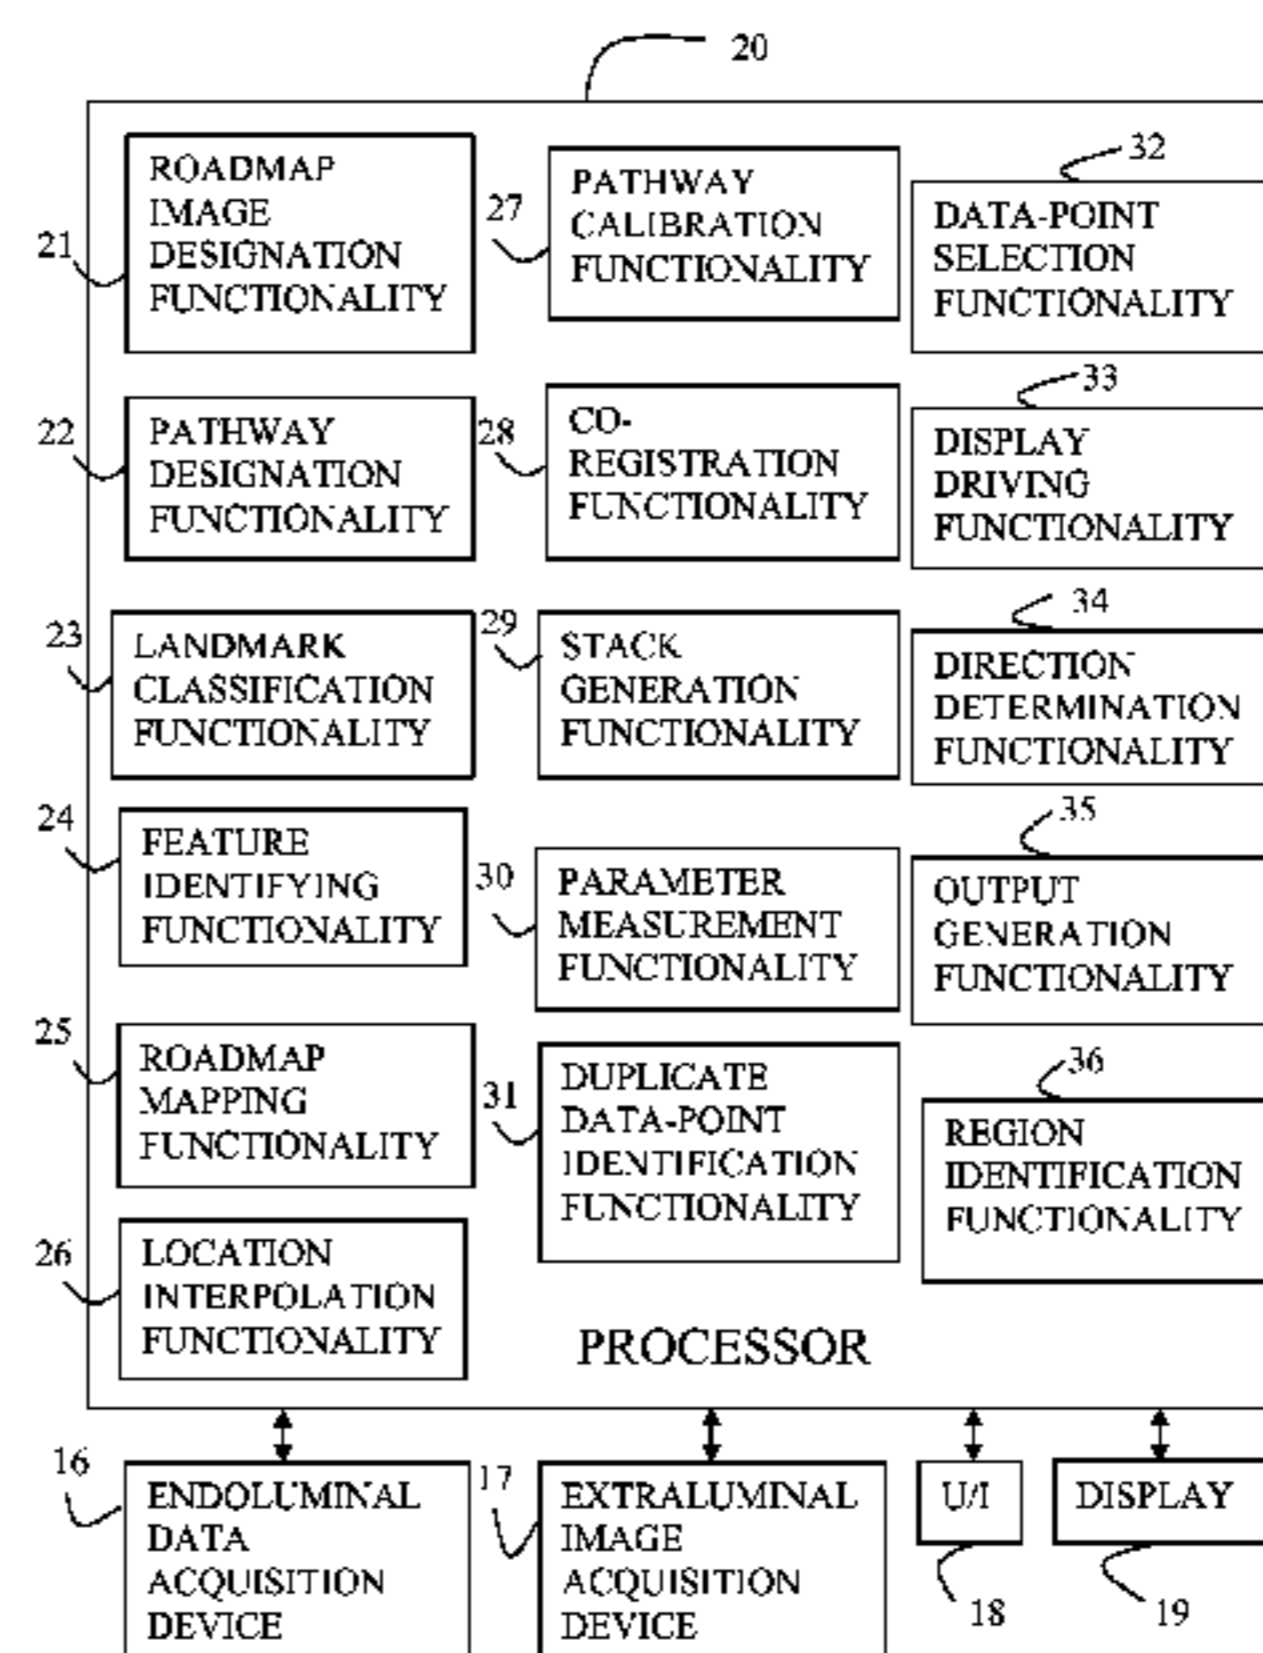 20
21
ROADMAP
IMAGE
DESIGNATION
FUNCTIONALITY
22
PATHWAY
DESIGNATION
FUNCTIONALITY
23
LANDMARK
CLASSIFICATION
FUNCTIONALITY
24
FEATURE
IDENTIFYING
FUNCTIONALITY
25
ROADMAP
MAPPING
FUNCTIONALITY
26
LOCATION
INTERPOLATION
FUNCTIONALITY
27
PATHWAY
CALIBRATION
FUNCTIONALITY
28
CO-
REGISTRATION
FUNCTIONALITY
29
STACK
GENERATION
FUNCTIONALITY
30
PARAMETER
MEASUREMENT
FUNCTIONALITY
31
DUPLICATE
DATA-POINT
IDENTIFICATION
FUNCTIONALITY
32
DATA-POINT
SELECTION
FUNCTIONALITY
33
DISPLAY
DRIVING
FUNCTIONALITY
34
DIRECTION
DETERMINATION
FUNCTIONALITY
35
OUTPUT
GENERATION
FUNCTIONALITY
36
REGION
IDENTIFICATION
FUNCTIONALITY
PROCESSOR
16
ENDOLUMINAL
DATA
ACQUISITION
DEVICE
17
EXTRALUMINAL
IMAGE
ACQUISITION
DEVICE
U/I
18
DISPLAY
19